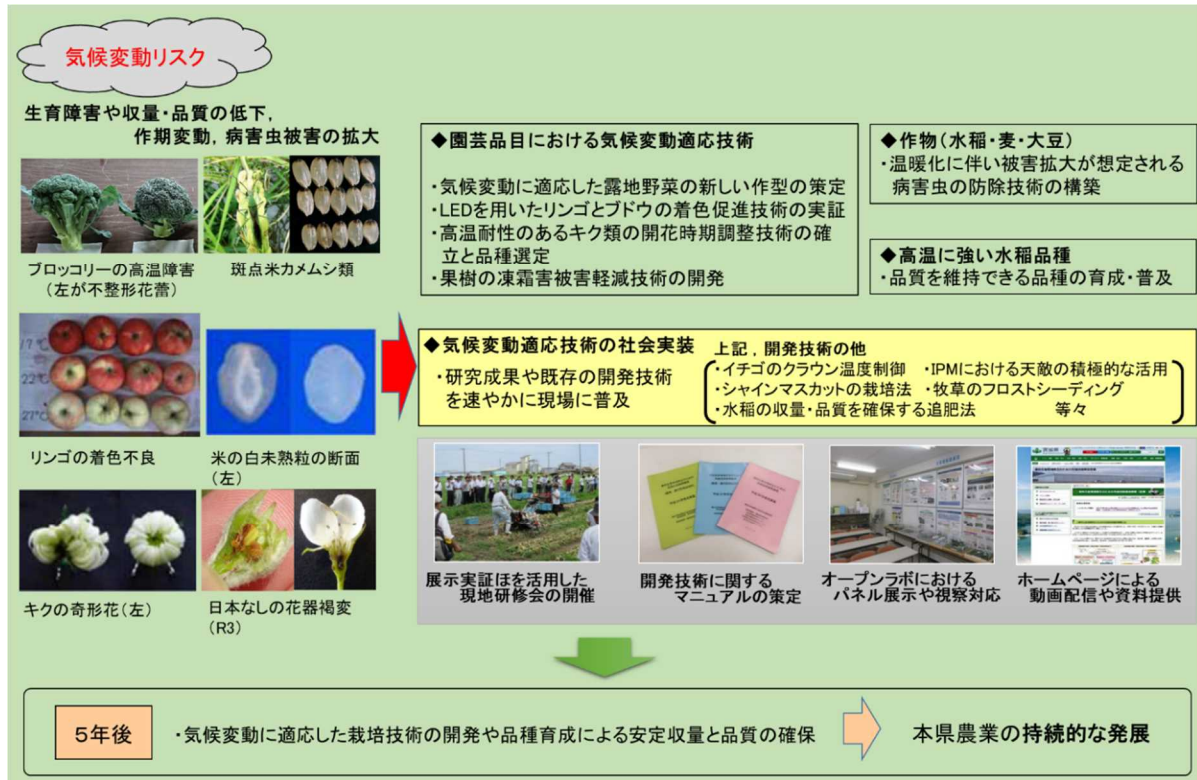 気候変動リスク
生育障害や収量・品質の低下,
作期変動, 病害虫被害の拡大
ブロッコリーの高温障害
(左が不整形花蕾)
斑点米カメムシ類
17℃
22℃
27℃
リンゴの着色不良
米の白未熟粒の断面
(左)
キクの奇形花(左)
日本なしの花器褐変
(R3)
◆園芸品目における気候変動適応技術
・気候変動に適応した露地野菜の新しい作型の策定
・LEDを用いたリンゴとブドウの着色促進技術の実証
・高温耐性のあるキク類の開花時期調整技術の確
立と品種選定
・果樹の凍霜害被害軽減技術の開発
◆作物(水稲・麦・大豆)
・温暖化に伴い被害拡大が想定される
病害虫の防除技術の構築
◆高温に強い水稲品種
・品質を維持できる品種の育成・普及
◆気候変動適応技術の社会実装
・研究成果や既存の開発技術
を速やかに現場に普及
上記, 開発技術の他
・イチゴのクラウン温度制御 ・IPMにおける天敵の積極的な活用
・シャインマスカットの栽培法 ・牧草のフロストシーディング
・水稲の収量・品質を確保する追肥法 等々
展示実証ほを活用した
現地研修会の開催
開発技術に関する
マニュアルの策定
オープンラボにおける
パネル展示や視察対応
ホームページによる
動画配信や資料提供
5年後
・気候変動に適応した栽培技術の開発や品種育成による安定収量と品質の確保
本県農業の持続的な発展